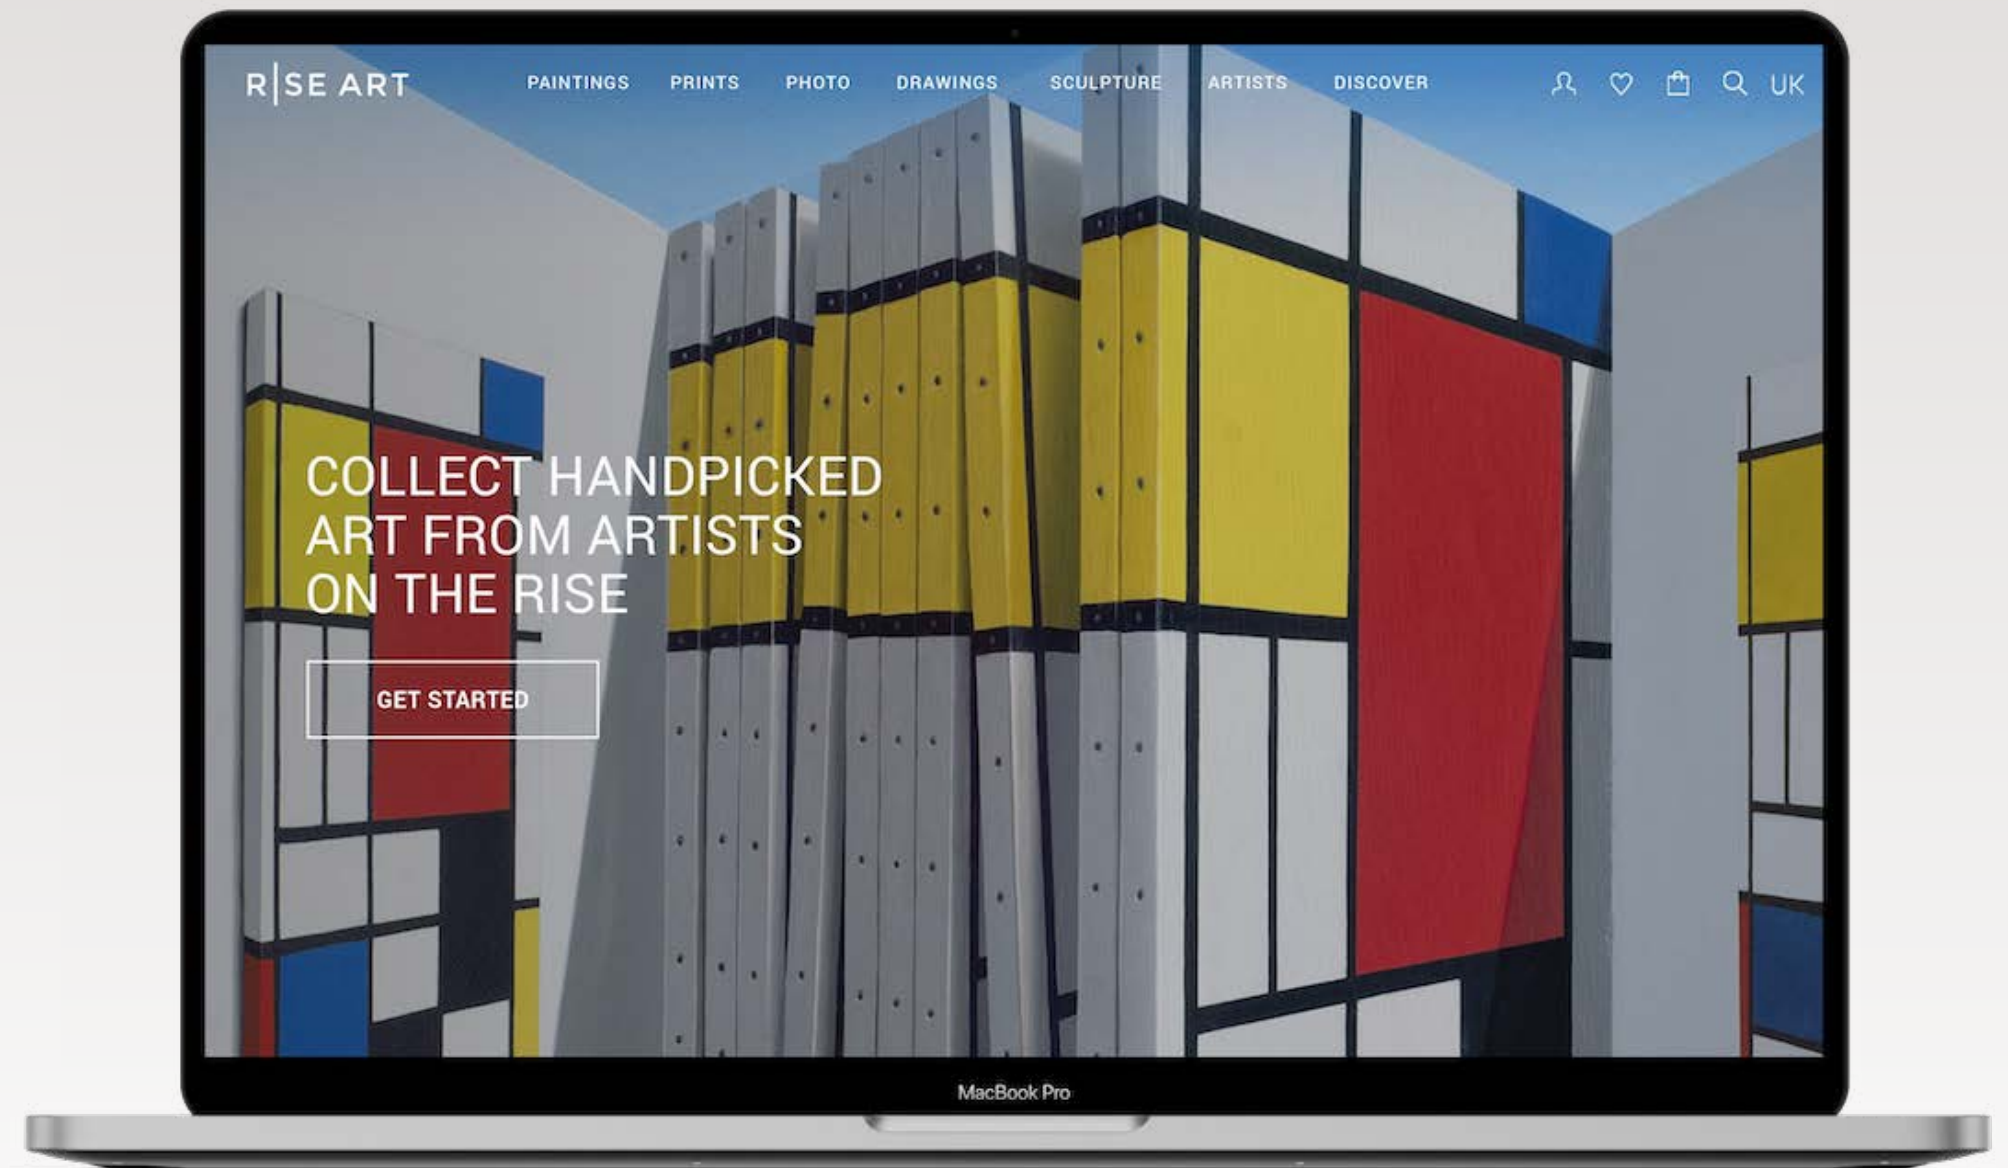 R|SE ART
PAINTINGS PRINTS PHOTO DRAWINGS SCULPTURE ARTISTS DISCOVER UK
COLLECT HANDPICKED
ART FROM ARTISTS
ON THE RISE
GET STARTED
MacBook Pro